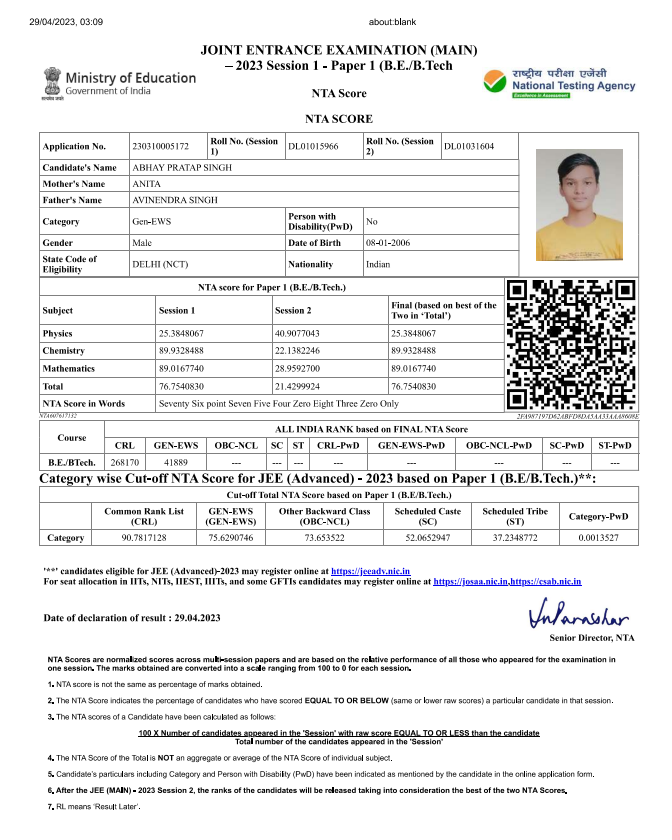 29/04/2023, 03:09 about:blank
JOINT ENTRANCE EXAMINATION (MAIN)
– 2023 Session 1 - Paper 1 (B.E./B.Tech
Ministry of Education
Government of India
राष्ट्रीय परीक्षा एजेंसी
National Testing Agency
Excellence in Assessment
NTA Score
NTA SCORE
Application No. 230310005172 Roll No. (Session 1) DL01015966 Roll No. (Session 2) DL01031604
Candidate's Name ABHAY PRATAP SINGH
Mother's Name ANITA
Father's Name AVINENDRA SINGH
Category Gen-EWS Person with Disability(PwD) No
Gender Male Date of Birth 08-01-2006
State Code of Eligibility DELHI (NCT) Nationality Indian
NTA score for Paper 1 (B.E./B.Tech.)
Subject Session 1 Session 2 Final (based on best of the Two in ‘Total’)
Physics 25.3848067 40.9077043 25.3848067
Chemistry 89.9328488 22.1382246 89.9328488
Mathematics 89.0167740 28.9592700 89.0167740
Total 76.7540830 21.4299924 76.7540830
NTA Score in Words Seventy Six point Seven Five Four Zero Eight Three Zero Only
NTA607617132 2FA987197D62ABFD8DA5AA33AAA8608E
Course ALL INDIA RANK based on FINAL NTA Score
CRL GEN-EWS OBC-NCL SC ST CRL-PwD GEN-EWS-PwD OBC-NCL-PwD SC-PwD ST-PwD
B.E./BTech. 268170 41889 --- --- --- --- --- --- --- ---
Category wise Cut-off NTA Score for JEE (Advanced) - 2023 based on Paper 1 (B.E/B.Tech.)**:
Cut-off Total NTA Score based on Paper 1 (B.E/B.Tech.)
Common Rank List (CRL) GEN-EWS (GEN-EWS) Other Backward Class (OBC-NCL) Scheduled Caste (SC) Scheduled Tribe (ST) Category-PwD
Category 90.7817128 75.6290746 73.653522 52.0652947 37.2348772 0.0013527
'**' candidates eligible for JEE (Advanced)-2023 may register online at https://jeeadv.nic.in
For seat allocation in IITs, NITs, IIEST, IIITs, and some GFTIs candidates may register online at https://josaa.nic.in,https://csab.nic.in
Date of declaration of result : 29.04.2023
Senior Director, NTA
NTA Scores are normalized scores across multi-session papers and are based on the relative performance of all those who appeared for the examination in
one session. The marks obtained are converted into a scale ranging from 100 to 0 for each session.
1. NTA score is not the same as percentage of marks obtained.
2. The NTA Score indicates the percentage of candidates who have scored EQUAL TO OR BELOW (same or lower raw scores) a particular candidate in that session.
3. The NTA scores of a Candidate have been calculated as follows:
100 X Number of candidates appeared in the 'Session' with raw score EQUAL TO OR LESS than the candidate
Total number of the candidates appeared in the 'Session'
4. The NTA Score of the Total is NOT an aggregate or average of the NTA Score of individual subject.
5. Candidate’s particulars including Category and Person with Disability (PwD) have been indicated as mentioned by the candidate in the online application form.
6. After the JEE (MAIN) - 2023 Session 2, the ranks of the candidates will be released taking into consideration the best of the two NTA Scores.
7. RL means ‘Result Later’.